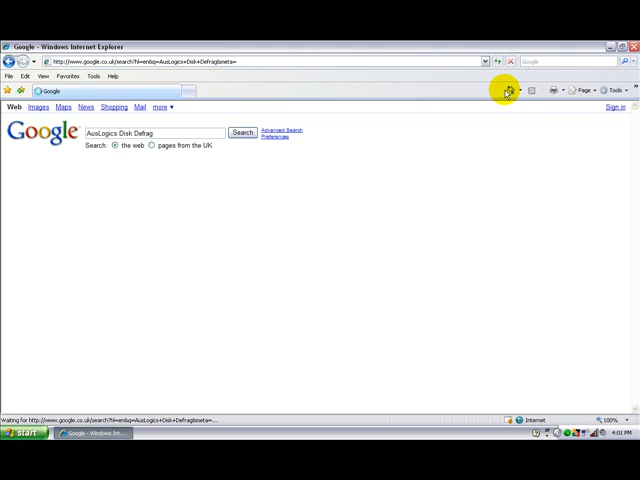 Google - Windows Internet Explorer
http://www.google.co.uk/search?hl=en&q=AusLogics+Disk+Defrag&meta=
Google
File Edit View Favorites Tools Help
Google
Page Tools »
Web Images Maps News Shopping Mail more ▼
Sign in
Google
AusLogics Disk Defrag
Search
Advanced Search
Preferences
Search: the web pages from the UK
Waiting for http://www.google.co.uk/search?hl=en&q=AusLogics+Disk+Defrag&meta=...
Internet
100%
start
Google - Windows Int...
4:01 PM